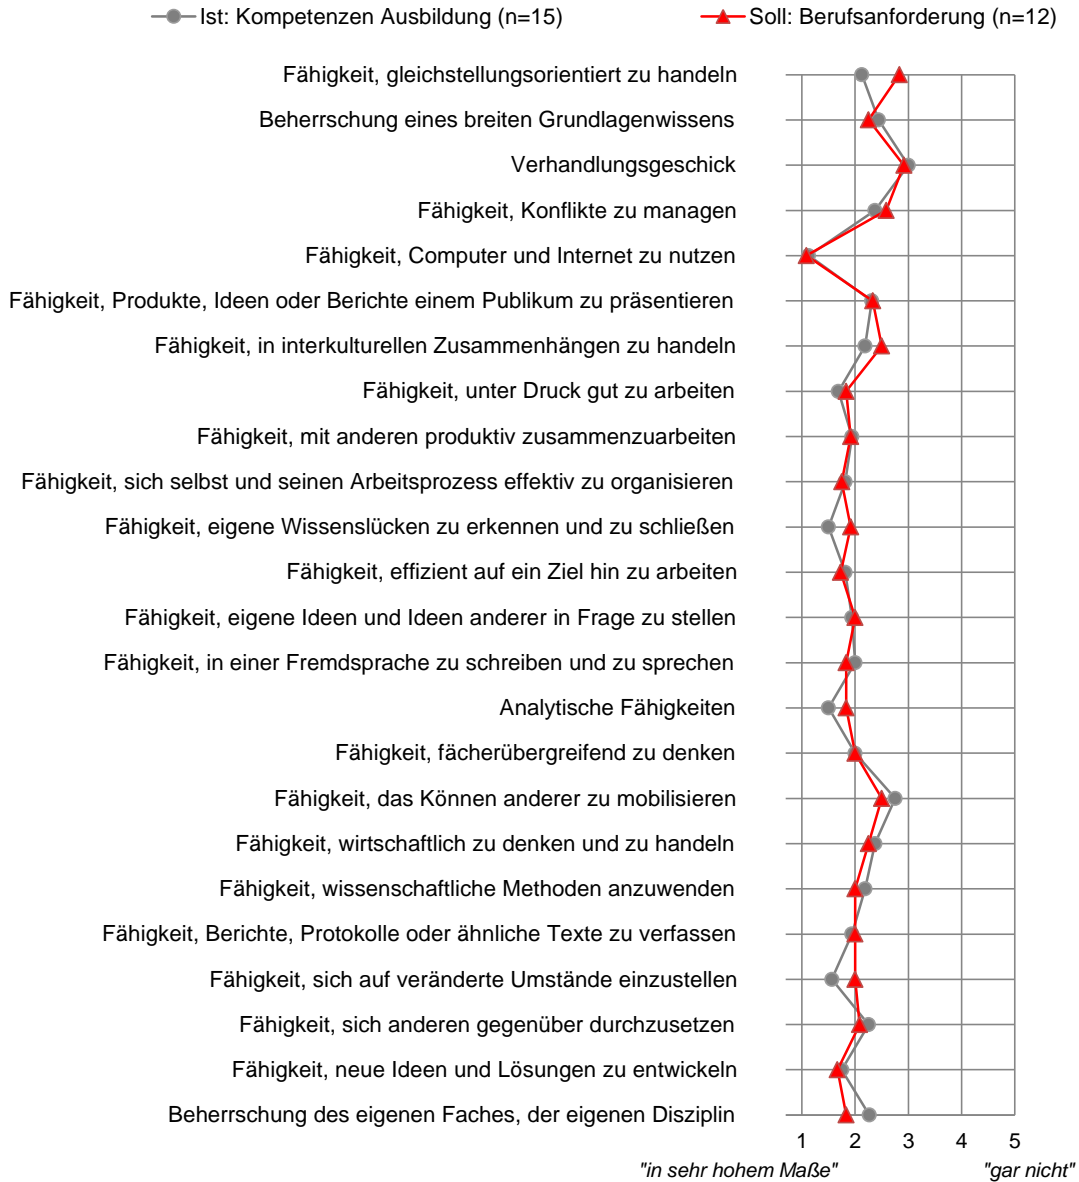 Ist: Kompetenzen Ausbildung (n=15) Soll: Berufsanforderung (n=12)
Fähigkeit, gleichstellungsorientiert zu handeln
Beherrschung eines breiten Grundlagenwissens
Verhandlungsgeschick
Fähigkeit, Konflikte zu managen
Fähigkeit, Computer und Internet zu nutzen
Fähigkeit, Produkte, Ideen oder Berichte einem Publikum zu präsentieren
Fähigkeit, in interkulturellen Zusammenhängen zu handeln
Fähigkeit, unter Druck gut zu arbeiten
Fähigkeit, mit anderen produktiv zusammenzuarbeiten
Fähigkeit, sich selbst und seinen Arbeitsprozess effektiv zu organisieren
Fähigkeit, eigene Wissenslücken zu erkennen und zu schließen
Fähigkeit, effizient auf ein Ziel hin zu arbeiten
Fähigkeit, eigene Ideen und Ideen anderer in Frage zu stellen
Fähigkeit, in einer Fremdsprache zu schreiben und zu sprechen
Analytische Fähigkeiten
Fähigkeit, fächerübergreifend zu denken
Fähigkeit, das Können anderer zu mobilisieren
Fähigkeit, wirtschaftlich zu denken und zu handeln
Fähigkeit, wissenschaftliche Methoden anzuwenden
Fähigkeit, Berichte, Protokolle oder ähnliche Texte zu verfassen
Fähigkeit, sich auf veränderte Umstände einzustellen
Fähigkeit, sich anderen gegenüber durchzusetzen
Fähigkeit, neue Ideen und Lösungen zu entwickeln
Beherrschung des eigenen Faches, der eigenen Disziplin
1 2 3 4 5
"in sehr hohem Maße" "gar nicht"